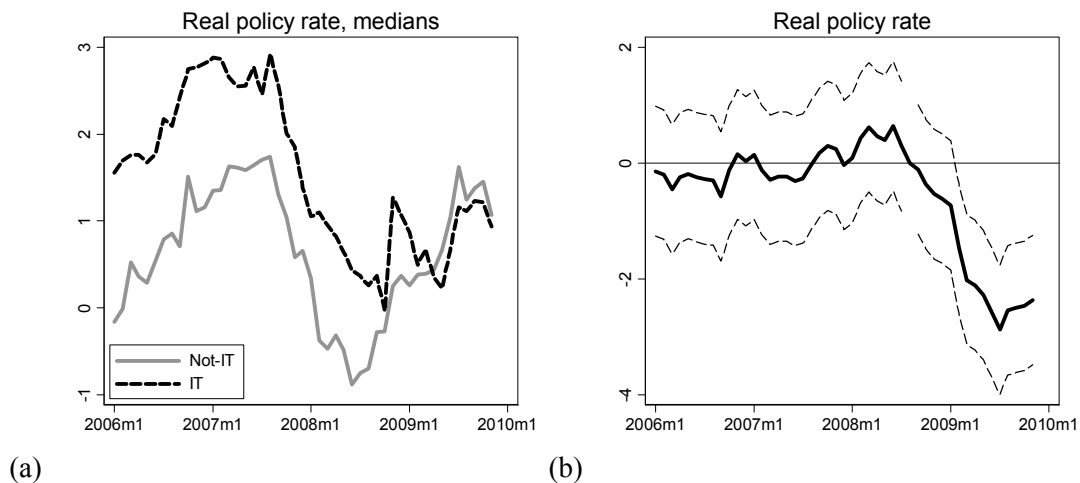 Real policy rate, medians
3
2
1
0
-1
Not-IT
IT
2006m1 2007m1 2008m1 2009m1 2010m1
(a)
Real policy rate
2
0
-2
-4
2006m1 2007m1 2008m1 2009m1 2010m1
(b)